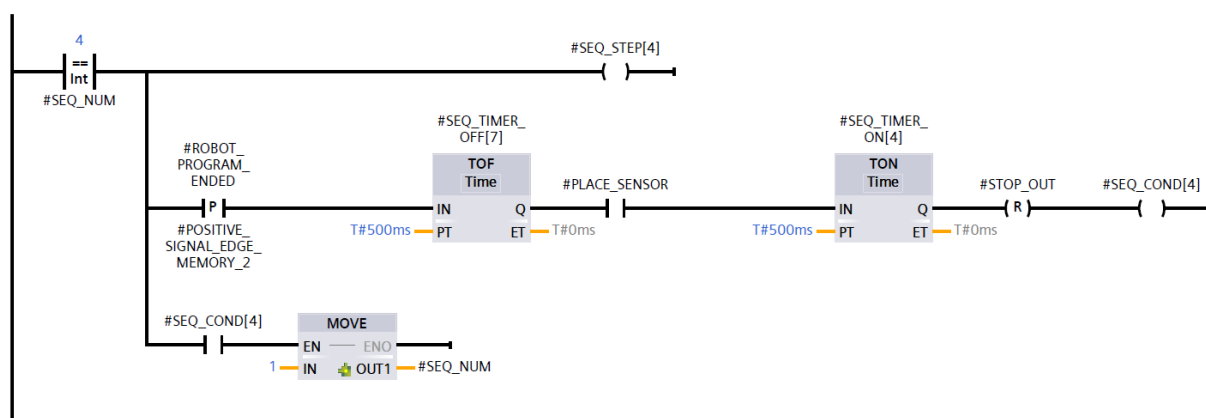 4
==
Int
#SEQ_NUM
#SEQ_STEP[4]
( )
#ROBOT_
PROGRAM_
ENDED
P
#POSITIVE_
SIGNAL_EDGE_
MEMORY_2
#SEQ_TIMER_
OFF[7]
TOF
Time
IN Q
T#500ms PT ET T#0ms
#PLACE_SENSOR
#SEQ_TIMER_
ON[4]
TON
Time
IN Q
T#500ms PT ET T#0ms
#STOP_OUT
( R )
#SEQ_COND[4]
( )
#SEQ_COND[4]
MOVE
EN ENO
1 IN OUT1 #SEQ_NUM